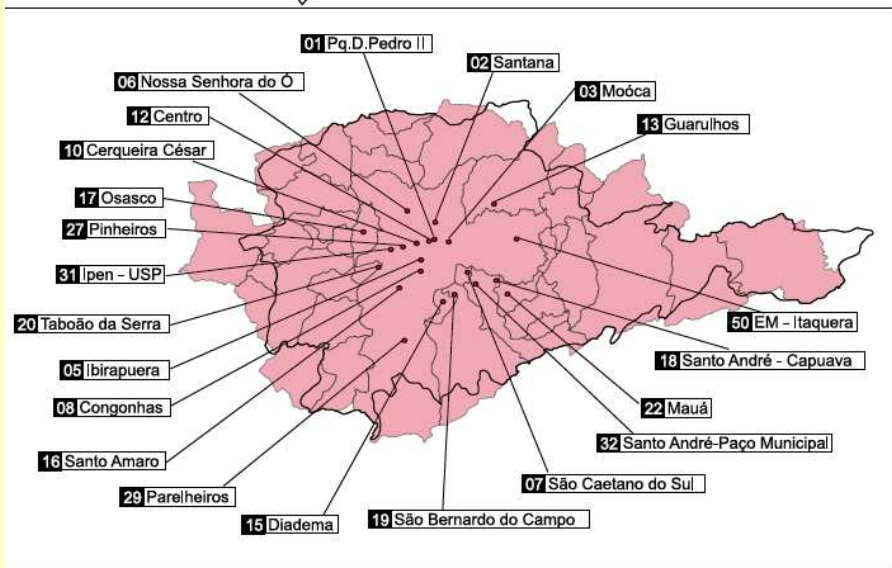 01 Pq.D.Pedro II
02 Santana
06 Nossa Senhora do Ó
03 Moóca
12 Centro
13 Guarulhos
10 Cerqueira César
17 Osasco
27 Pinheiros
31 Ipen - USP
20 Taboão da Serra
50 EM - Itaquera
18 Santo André - Capuava
05 Ibirapuera
08 Congonhas
22 Mauá
32 Santo André-Paço Municipal
16 Santo Amaro
07 São Caetano do Sul
29 Parelheiros
19 São Bernardo do Campo
15 Diadema